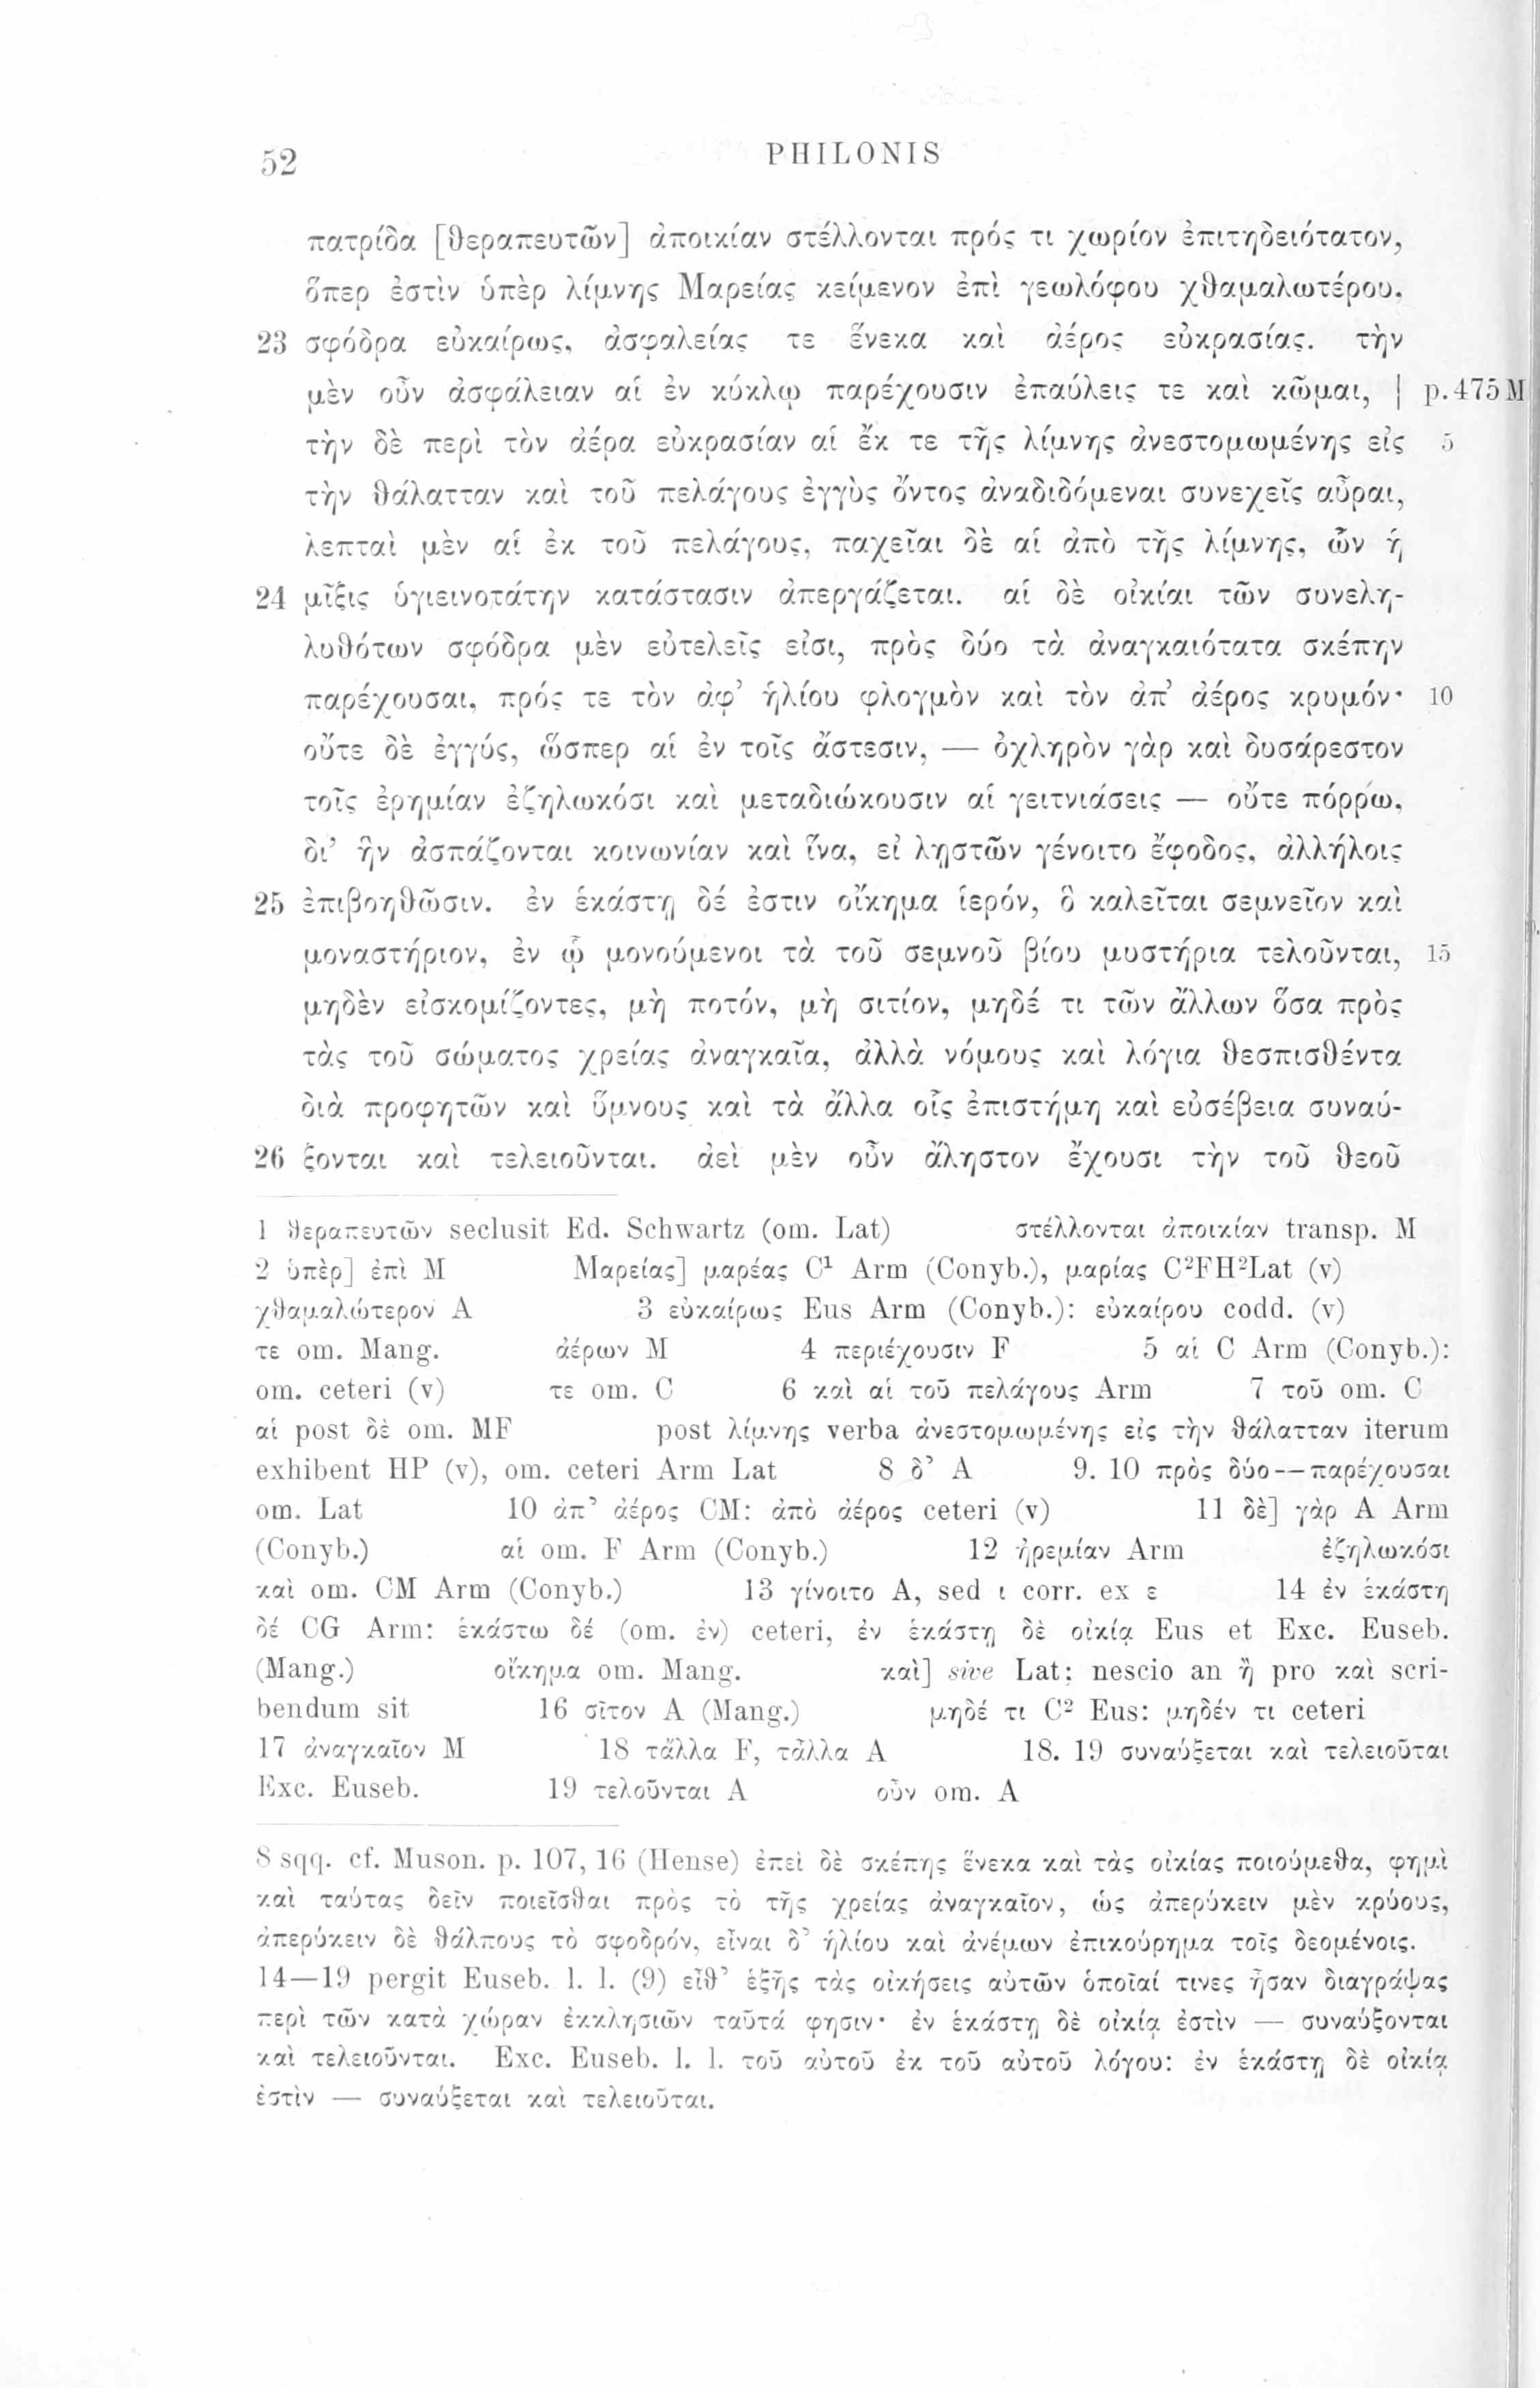 52 PHILONIS
πατρίδα [θεραπευτῶν] ἀποικίαν στέλλονται πρός τι χωρίον ἐπιτηδειότατον,
ὅπερ ἐστὶν ὑπὲρ λίμνης Μαρείας κείμενον ἐπὶ γεωλόφου χθαμαλωτέρου,
23 σφόδρα εὐκαίρως, ἀσφαλείας τε ἕνεκα καὶ ἀέρος εὐκρασίας. τὴν
μὲν οὖν ἀσφάλειαν αἱ ἐν κύκλῳ παρέχουσιν ἐπαύλεις τε καὶ κῶμαι, | p. 475 M
τὴν δὲ περὶ τὸν ἀέρα εὐκρασίαν αἱ ἔκ τε τῆς λίμνης ἀνεστομωμένης εἰς 5
τὴν θάλατταν καὶ τοῦ πελάγους ἐγγὺς ὄντος ἀναδιδόμεναι συνεχεῖς αὖραι,
λεπταὶ μὲν αἱ ἐκ τοῦ πελάγους, παχεῖαι δὲ αἱ ἀπὸ τῆς λίμνης, ὧν ἡ
24 μῖξις ὑγιεινοτάτην κατάστασιν ἀπεργάζεται. αἱ δὲ οἰκίαι τῶν συνελη-
λυθότων σφόδρα μὲν εὐτελεῖς εἰσι, πρὸς δύο τὰ ἀναγκαιότατα σκέπην
παρέχουσαι, πρός τε τὸν ἀφ’ ἡλίου φλογμὸν καὶ τὸν ἀπ’ ἀέρος κρυμόν· 10
οὔτε δὲ ἐγγύς, ὥσπερ αἱ ἐν τοῖς ἄστεσιν, — ὀχληρὸν γὰρ καὶ δυσάρεστον
τοῖς ἐρημίαν ἐζηλωκόσι καὶ μεταδιώκουσιν αἱ γειτνιάσεις — οὔτε πόρρω,
δι’ ἣν ἀσπάζονται κοινωνίαν καὶ ἵνα, εἰ λῃστῶν γένοιτο ἔφοδος, ἀλλήλοις
25 ἐπιβοηθῶσιν. ἐν ἑκάστῃ δέ ἐστιν οἴκημα ἱερόν, ὃ καλεῖται σεμνεῖον καὶ
μοναστήριον, ἐν ᾧ μονούμενοι τὰ τοῦ σεμνοῦ βίου μυστήρια τελοῦνται, 15
μηδὲν εἰσκομίζοντες, μὴ ποτόν, μὴ σιτίον, μηδέ τι τῶν ἄλλων ὅσα πρὸς
τὰς τοῦ σώματος χρείας ἀναγκαῖα, ἀλλὰ νόμους καὶ λόγια θεσπισθέντα
διὰ προφητῶν καὶ ὕμνους καὶ τὰ ἄλλα οἷς ἐπιστήμη καὶ εὐσέβεια συναύ-
26 ξονται καὶ τελειοῦνται. ἀεὶ μὲν οὖν ἄληστον ἔχουσι τὴν τοῦ θεοῦ
1 θεραπευτῶν seclusit Ed. Schwartz (om. Lat) στέλλονται ἀποικίαν transp. M
2 ὑπὲρ] ἐπὶ M Μαρείας] μαρέας C¹ Arm (Conyb.), μαρίας C²FH²Lat (v)
χθαμαλώτερον A 3 εὐκαίρως Eus Arm (Conyb.): εὐκαίρου codd. (v)
τε om. Mang. ἀέρων M 4 περιέχουσιν F 5 αἱ C Arm (Conyb.):
om. ceteri (v) τε om. C 6 καὶ αἱ τοῦ πελάγους Arm 7 τοῦ om. C
αἱ post δὲ om. MF post λίμνης verba ἀνεστομωμένης εἰς τὴν θάλατταν iterum
exhibent HP (v), om. ceteri Arm Lat 8 δ’ A 9. 10 πρὸς δύο—παρέχουσαι
om. Lat 10 ἀπ’ ἀέρος CM: ἀπὸ ἀέρος ceteri (v) 11 δὲ] γὰρ A Arm
(Conyb.) αἱ om. F Arm (Conyb.) 12 ἠρεμίαν Arm ἐζηλωκόσι
καὶ om. CM Arm (Conyb.) 13 γίνοιτο A, sed ι corr. ex ε 14 ἐν ἑκάστῃ
δέ CG Arm: ἑκάστω δέ (om. ἐν) ceteri, ἐν ἑκάστῃ δὲ οἰκίᾳ Eus et Exc. Euseb.
(Mang.) οἴκημα om. Mang. καὶ] sive Lat; nescio an ἢ pro καὶ scri-
bendum sit 16 σῖτον A (Mang.) μηδέ τι C² Eus: μηδέν τι ceteri
17 ἀναγκαῖον M 18 τἄλλα F, τἆλλα A 18. 19 συναύξεται καὶ τελειοῦται
Exc. Euseb. 19 τελοῦνται A οὖν om. A
8 sqq. cf. Muson. p. 107, 16 (Hense) ἐπεὶ δὲ σκέπης ἕνεκα καὶ τὰς οἰκίας ποιούμεθα, φημὶ
καὶ ταύτας δεῖν ποιεῖσθαι πρὸς τὸ τῆς χρείας ἀναγκαῖον, ὡς ἀπερύκειν μὲν κρύους,
ἀπερύκειν δὲ θάλπους τὸ σφοδρόν, εἶναι δ’ ἡλίου καὶ ἀνέμων ἐπικούρημα τοῖς δεομένοις.
14—19 pergit Euseb. l. l. (9) εἶθ’ ἑξῆς τὰς οἰκήσεις αὐτῶν ὁποῖαί τινες ἦσαν διαγράψας
περὶ τῶν κατὰ χώραν ἐκκλησιῶν ταῦτά φησιν· ἐν ἑκάστῃ δὲ οἰκίᾳ ἐστὶν — συναύξονται
καὶ τελειοῦνται. Exc. Euseb. l. l. τοῦ αὐτοῦ ἐκ τοῦ αὐτοῦ λόγου: ἐν ἑκάστῃ δὲ οἰκίᾳ
ἐστὶν — συναύξεται καὶ τελειοῦται.